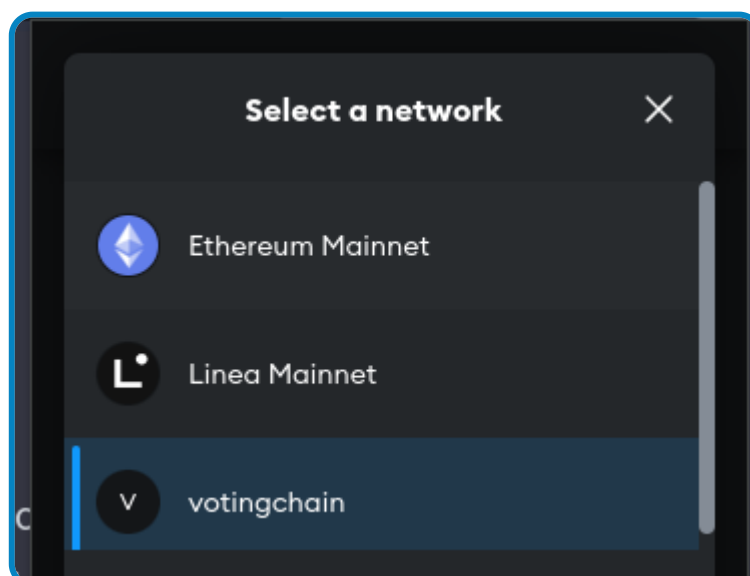 Select a network
Ethereum Mainnet
Linea Mainnet
V
votingchain